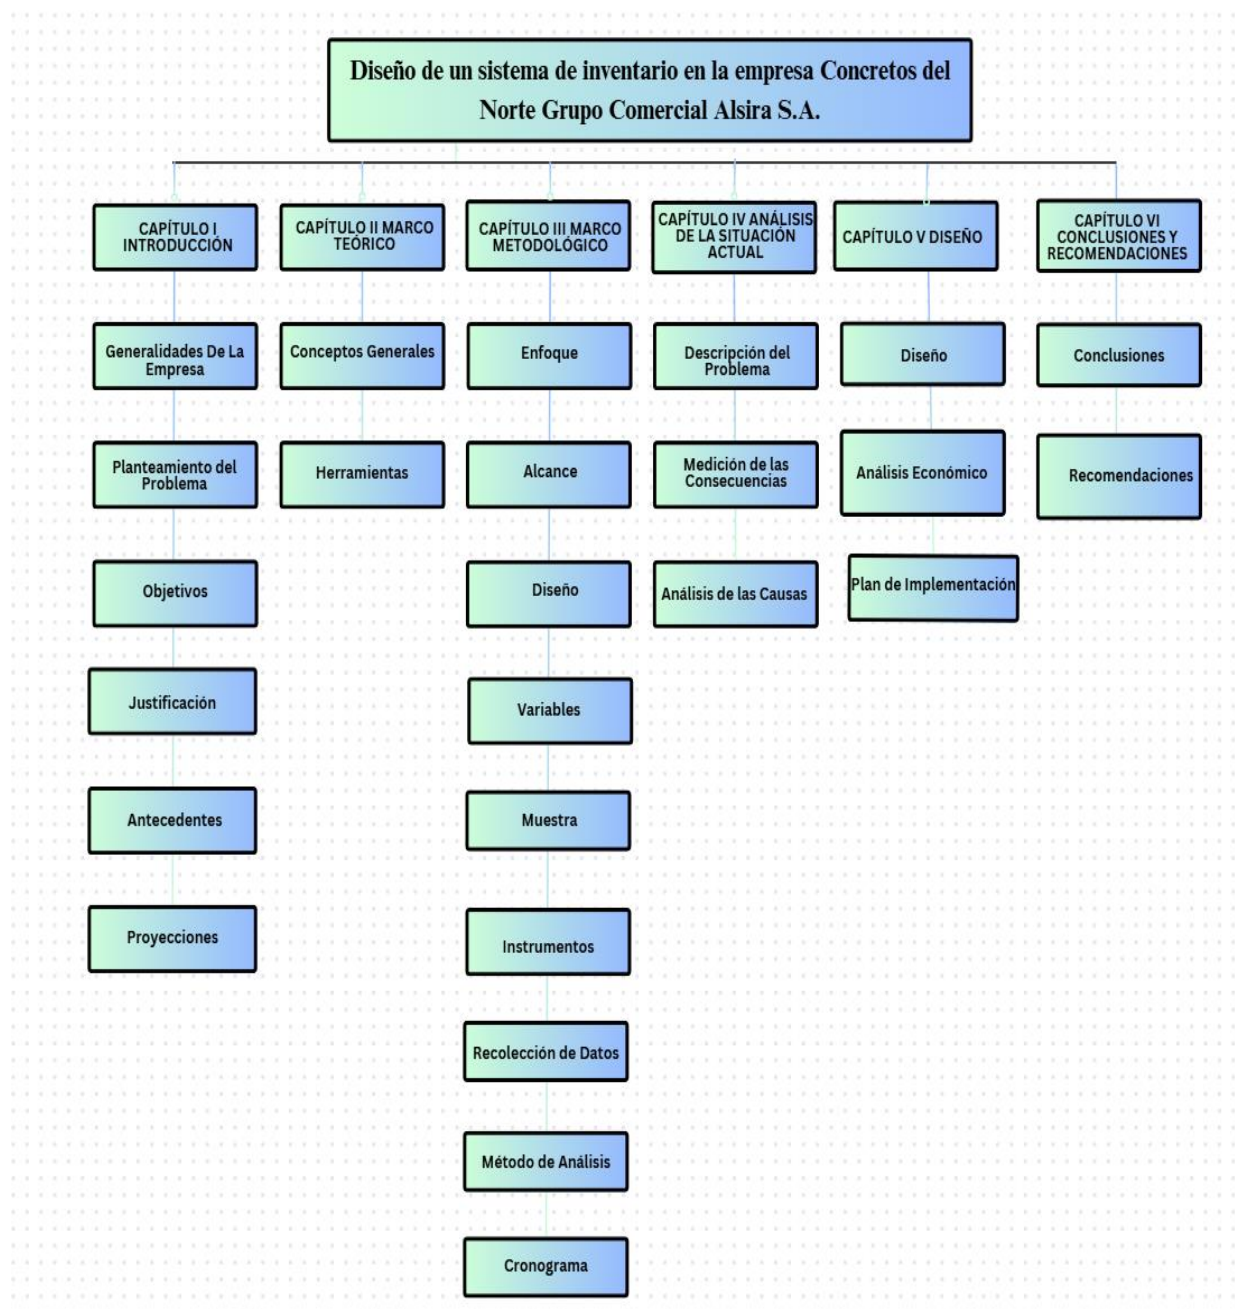 Diseño de un sistema de inventario en la empresa Concretos del
Norte Grupo Comercial Alsira S.A.
CAPÍTULO I
INTRODUCCIÓN
Generalidades De La
Empresa
Planteamiento del
Problema
Objetivos
Justificación
Antecedentes
Proyecciones
CAPÍTULO II MARCO
TEÓRICO
Conceptos Generales
Herramientas
CAPÍTULO III MARCO
METODOLÓGICO
Enfoque
Alcance
Diseño
Variables
Muestra
Instrumentos
Recolección de Datos
Método de Análisis
Cronograma
CAPÍTULO IV ANÁLISIS
DE LA SITUACIÓN
ACTUAL
Descripción del
Problema
Medición de las
Consecuencias
Análisis de las Causas
CAPÍTULO V DISEÑO
Diseño
Análisis Económico
Plan de Implementación
CAPÍTULO VI
CONCLUSIONES Y
RECOMENDACIONES
Conclusiones
Recomendaciones